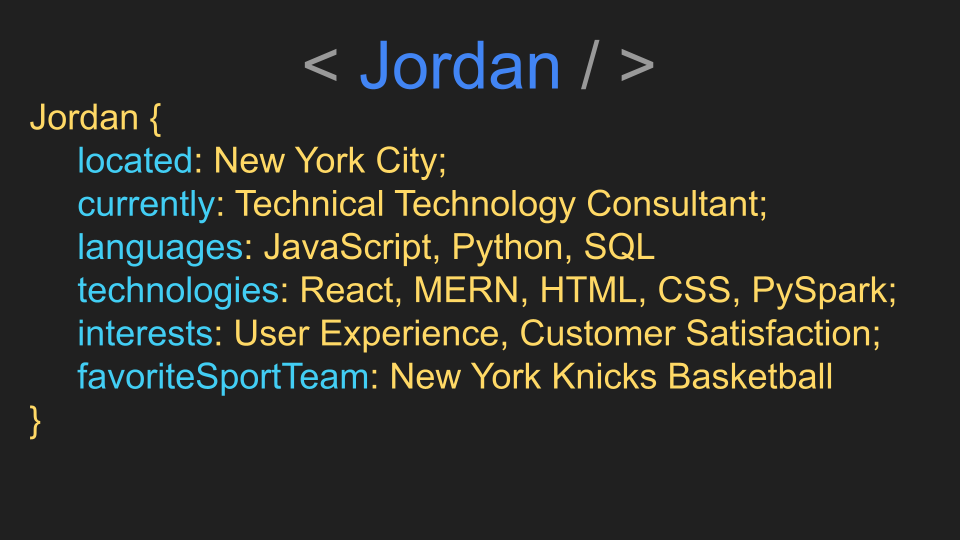 < Jordan / >
Jordan {
located: New York City;
currently: Technical Technology Consultant;
languages: JavaScript, Python, SQL
technologies: React, MERN, HTML, CSS, PySpark;
interests: User Experience, Customer Satisfaction;
favoriteSportTeam: New York Knicks Basketball
}